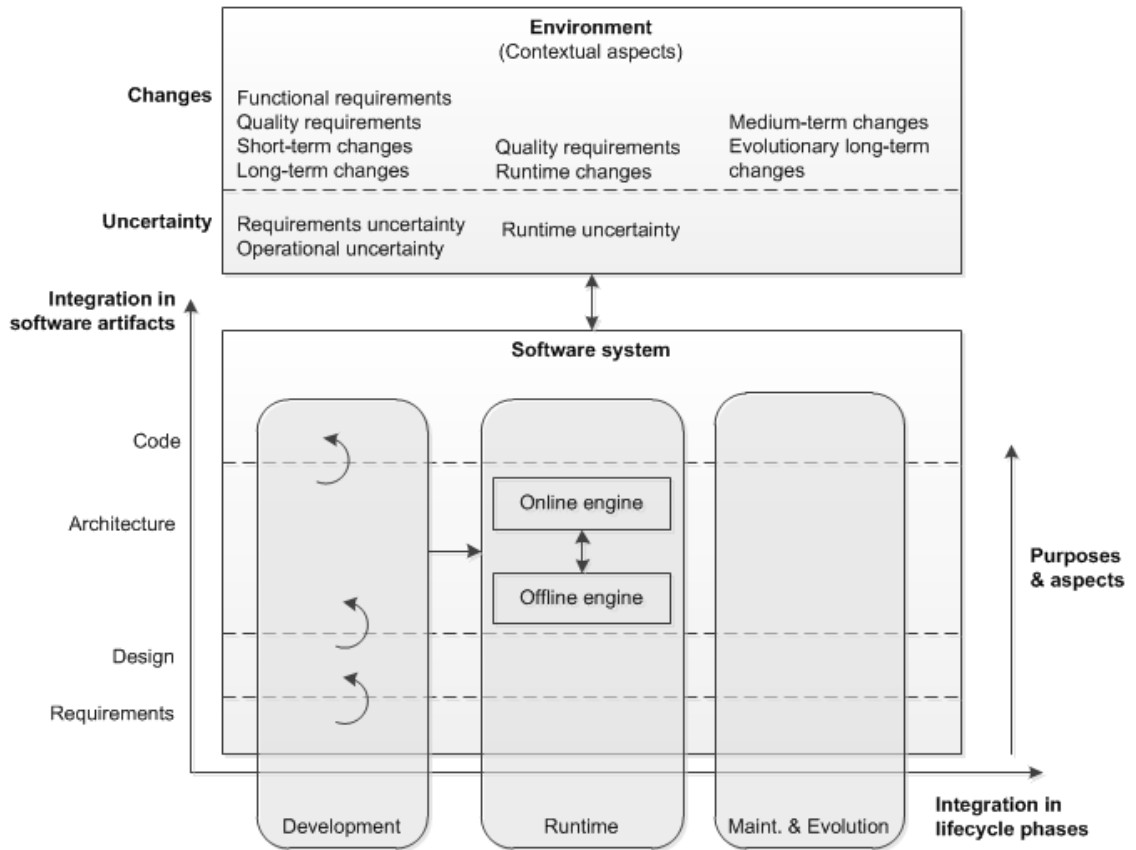 Environment
(Contextual aspects)
Changes
Functional requirements
Quality requirements
Short-term changes
Long-term changes
Quality requirements
Runtime changes
Medium-term changes
Evolutionary long-term
changes
Uncertainty
Requirements uncertainty
Operational uncertainty
Runtime uncertainty
Integration in
software artifacts
Software system
Code
Architecture
Design
Requirements
Online engine
Offline engine
Purposes
& aspects
Development
Runtime
Maint. & Evolution
Integration in
lifecycle phases